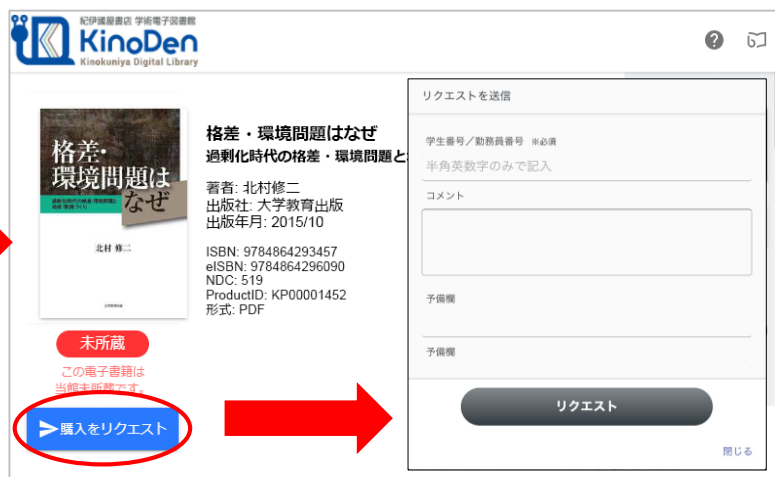 紀伊國屋書店 学術電子図書館
KinoDen
Kinokuniya Digital Library
格差・
環境問題は
なぜ
北村 修二
格差・環境問題はなぜ
過剰化時代の格差・環境問題と
著者: 北村修二
出版社: 大学教育出版
出版年月: 2015/10
ISBN: 9784864293457
eISBN: 9784864296090
NDC: 519
ProductID: KP00001452
形式: PDF
未所蔵
この電子書籍は
当館未所蔵です。
購入をリクエスト
リクエストを送信
学生番号/勤務員番号 ※必須
半角英数字のみで記入
コメント
予備欄
予備欄
リクエスト
閉じる